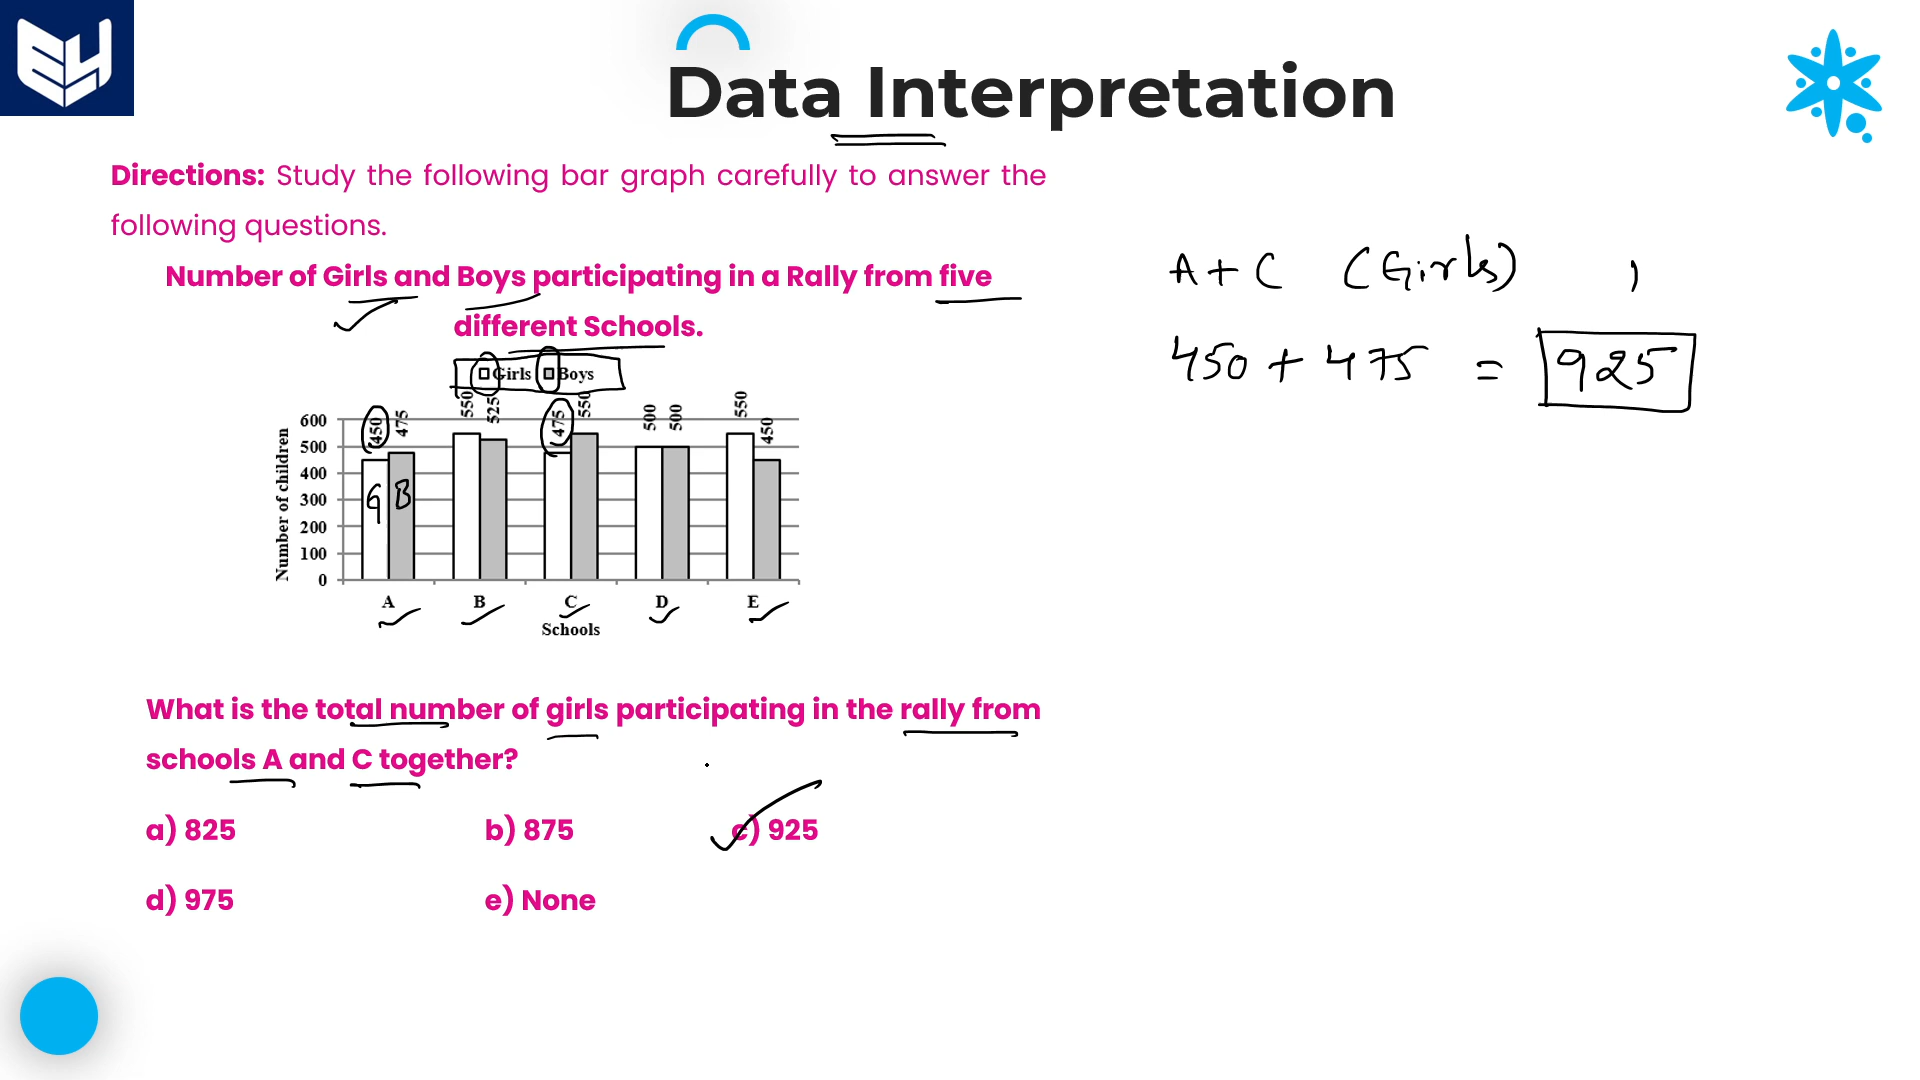 EY
Data Interpretation
Directions: Study the following bar graph carefully to answer the
following questions.
Number of Girls and Boys participating in a Rally from five
different Schools.
Girls Boys
450 475 550 525 475 550 500 500 550 450
Number of children
600
500
400
300
200
100
0
G B
A B C D E
Schools
What is the total number of girls participating in the rally from
schools A and C together?
a) 825 b) 875 c) 925
d) 975 e) None
A + C (Girls)
450 + 475 = 925